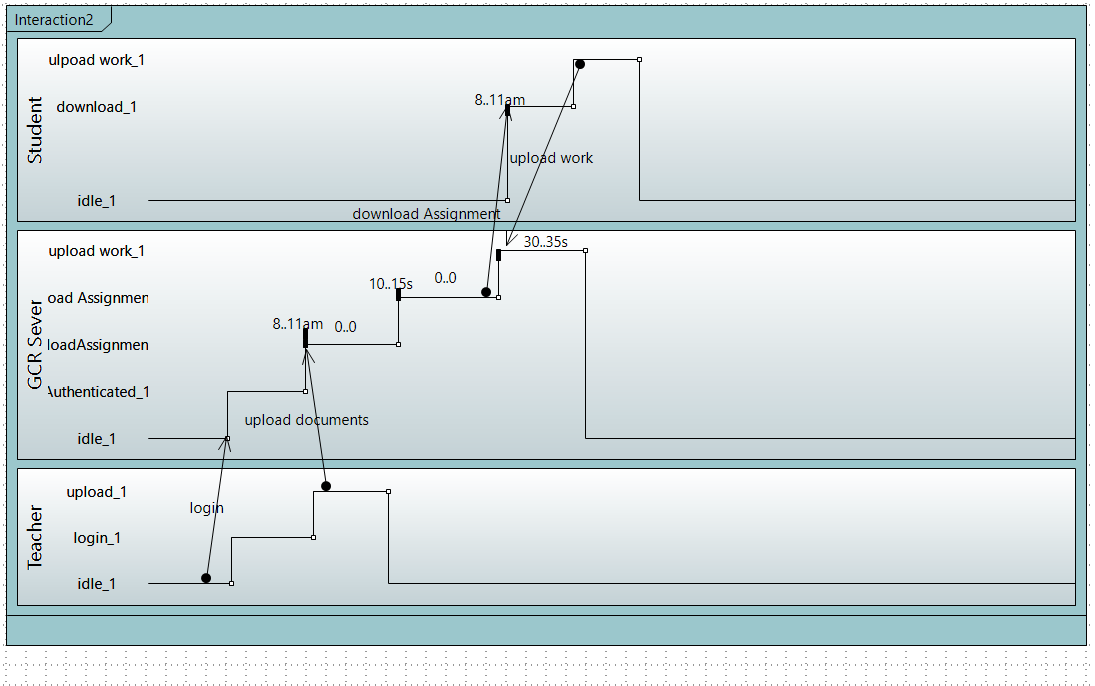 Interaction2
Student
ulpoad work_1
download_1
idle_1
8..11am
upload work
download Assignment
GCR Sever
upload work_1
oad Assignmen
loadAssignmen
Authenticated_1
idle_1
30..35s
10..15s
0..0
8..11am
0..0
upload documents
Teacher
upload_1
login_1
idle_1
login